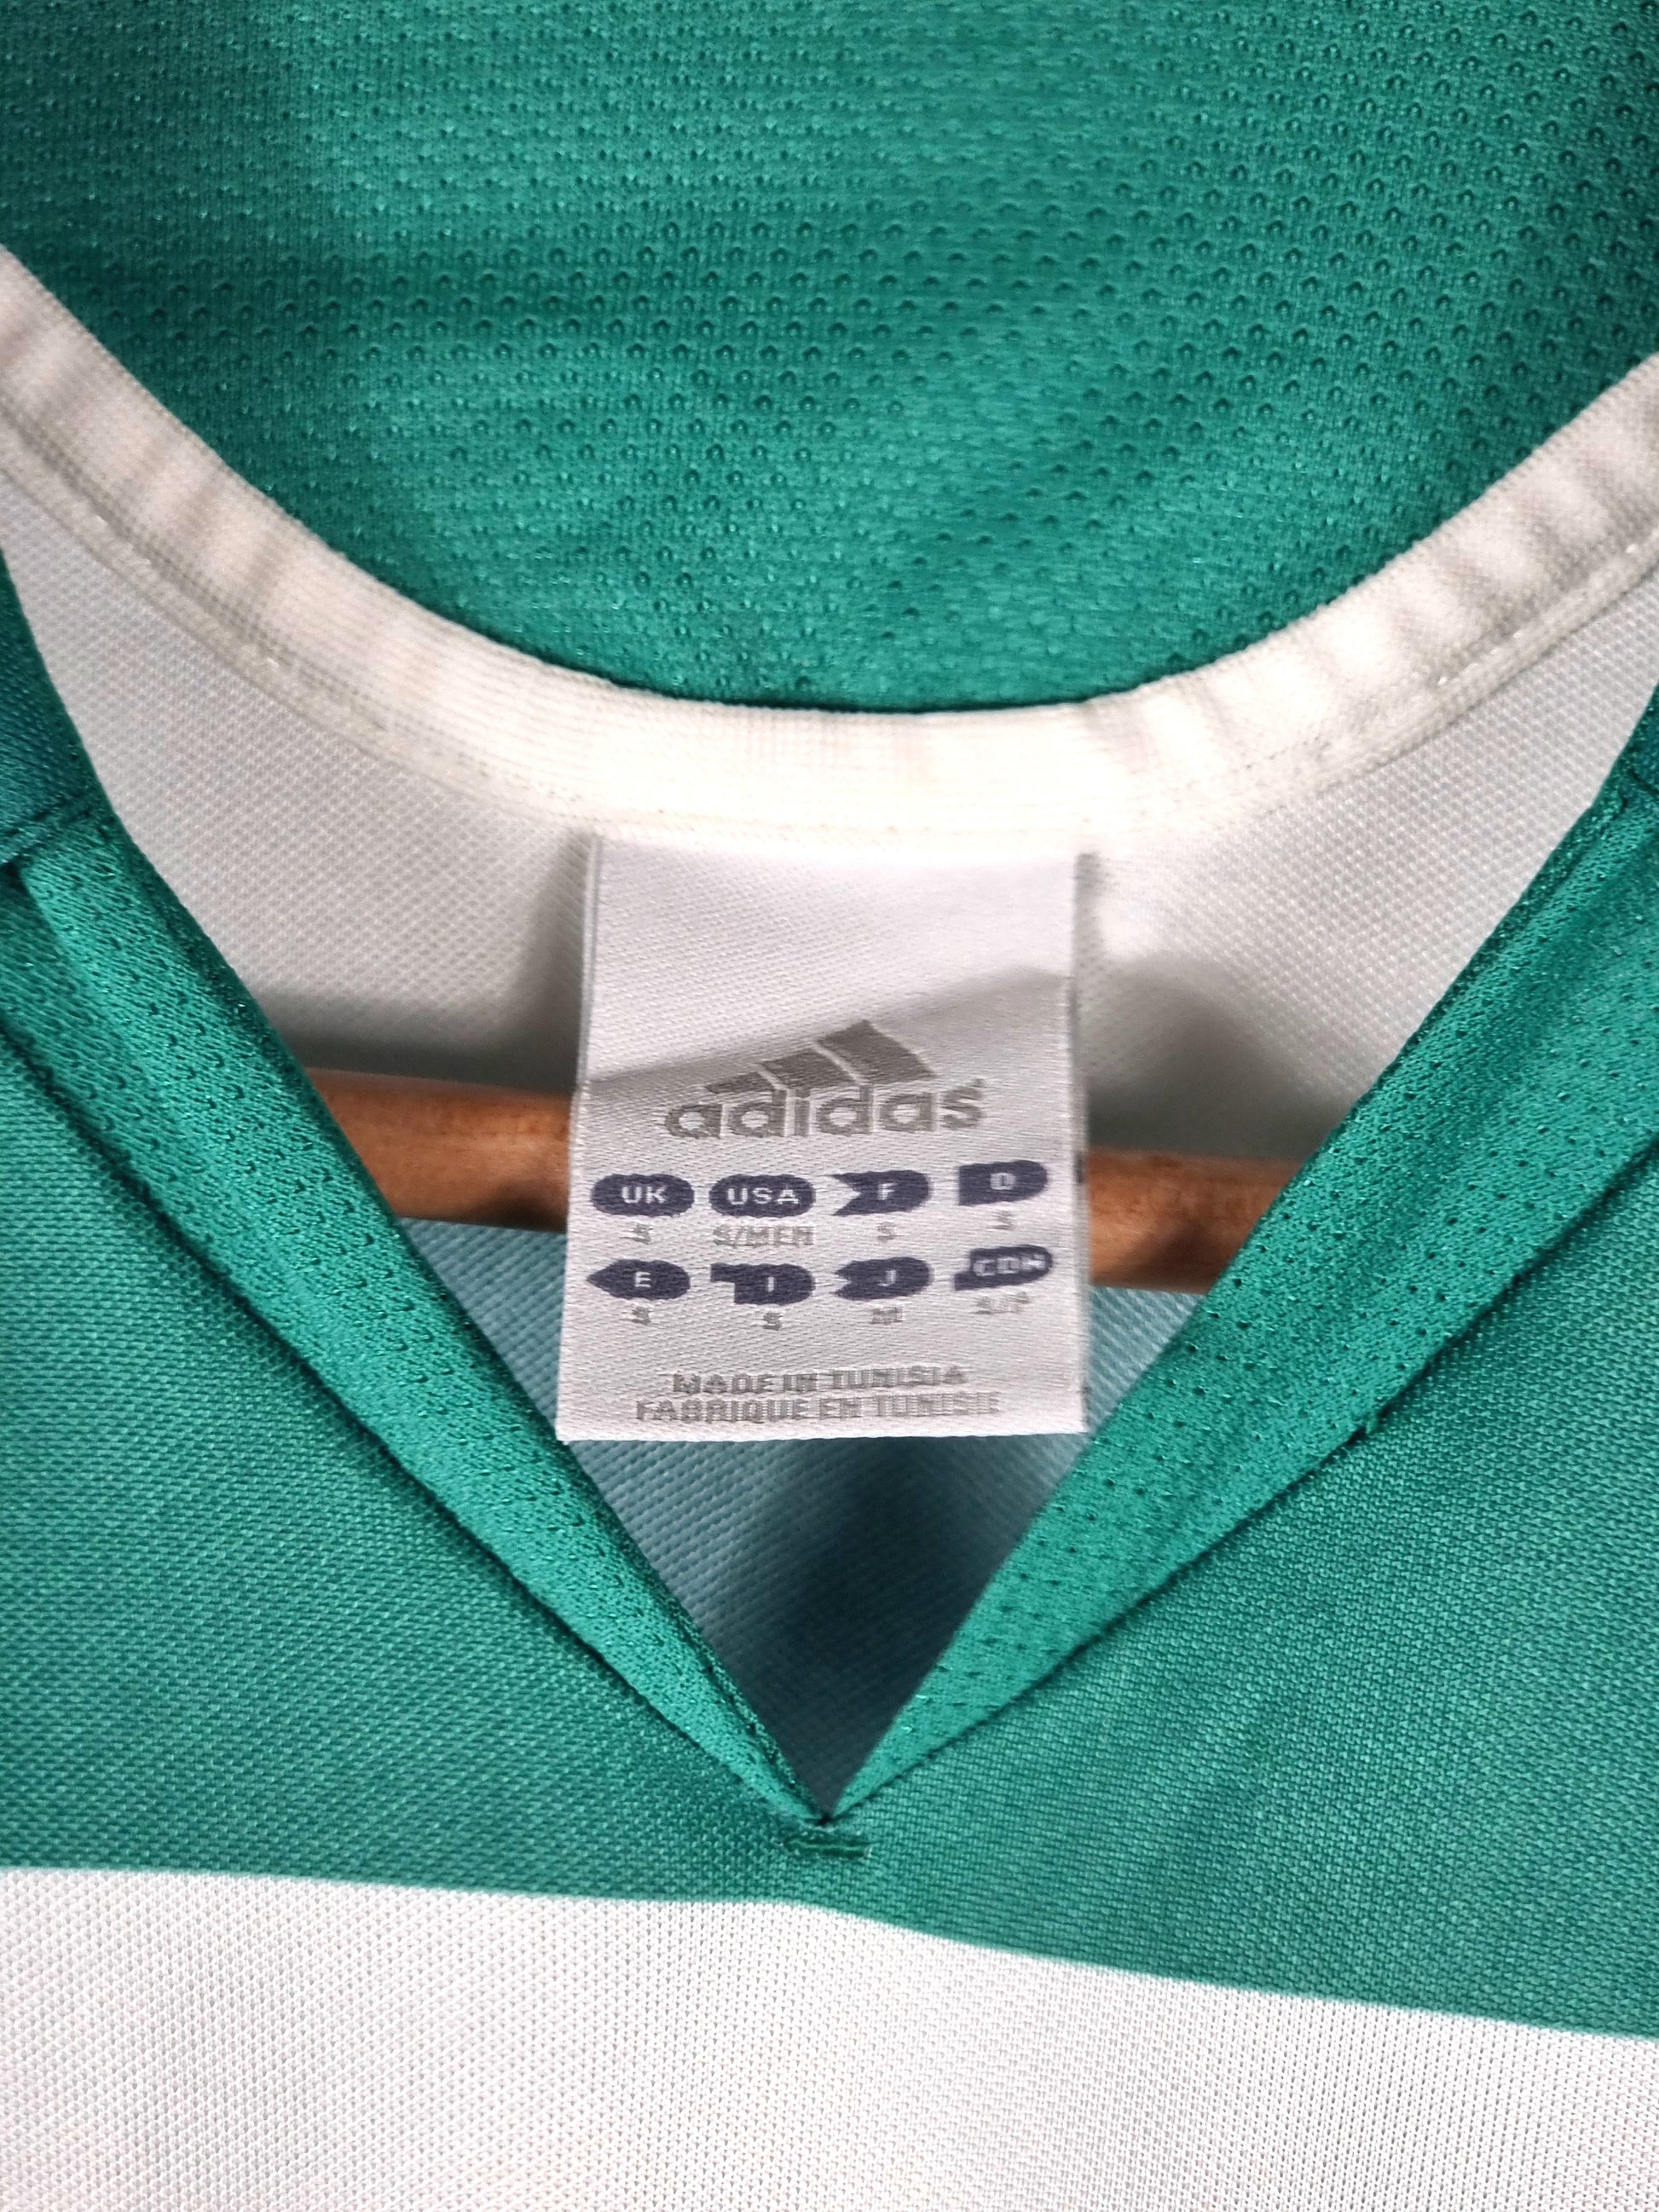 adidas
UK USA F D
S S/MEN S S
E I J CDN
S S M S/P
MADE IN TUNISIA
FABRIQUE EN TUNISIE